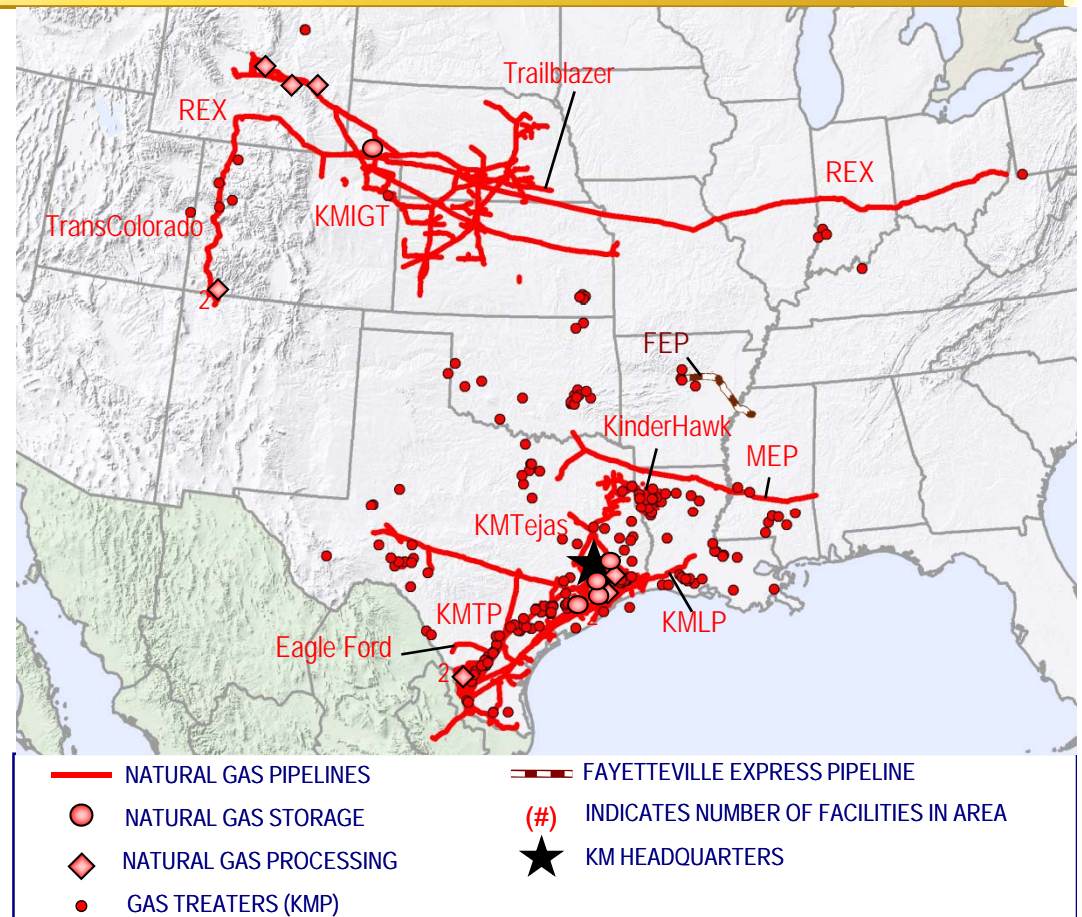 Trailblazer
REX
REX
TransColorado
KMIGT
2
FEP
KinderHawk
MEP
KMTejas
KMTP
KMLP
Eagle Ford
2
2
NATURAL GAS PIPELINES
NATURAL GAS STORAGE
NATURAL GAS PROCESSING
GAS TREATERS (KMP)
FAYETTEVILLE EXPRESS PIPELINE
(#) INDICATES NUMBER OF FACILITIES IN AREA
KM HEADQUARTERS